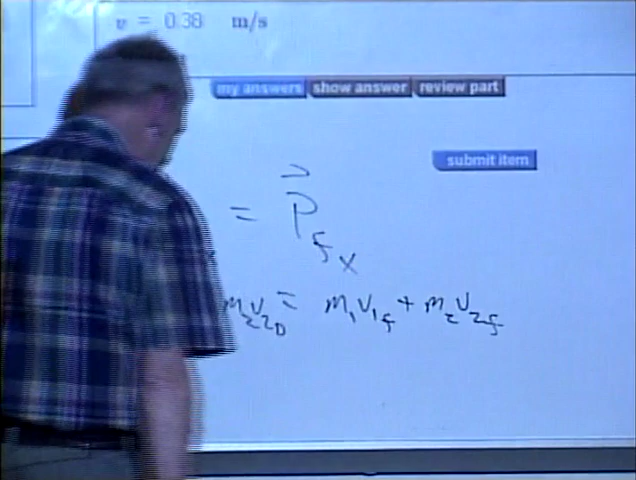 v = 0.38 m/s
my answers show answer review part
submit item
= P⃗fx
m₂v₂₀ = m₁v₁f + m₂v₂f